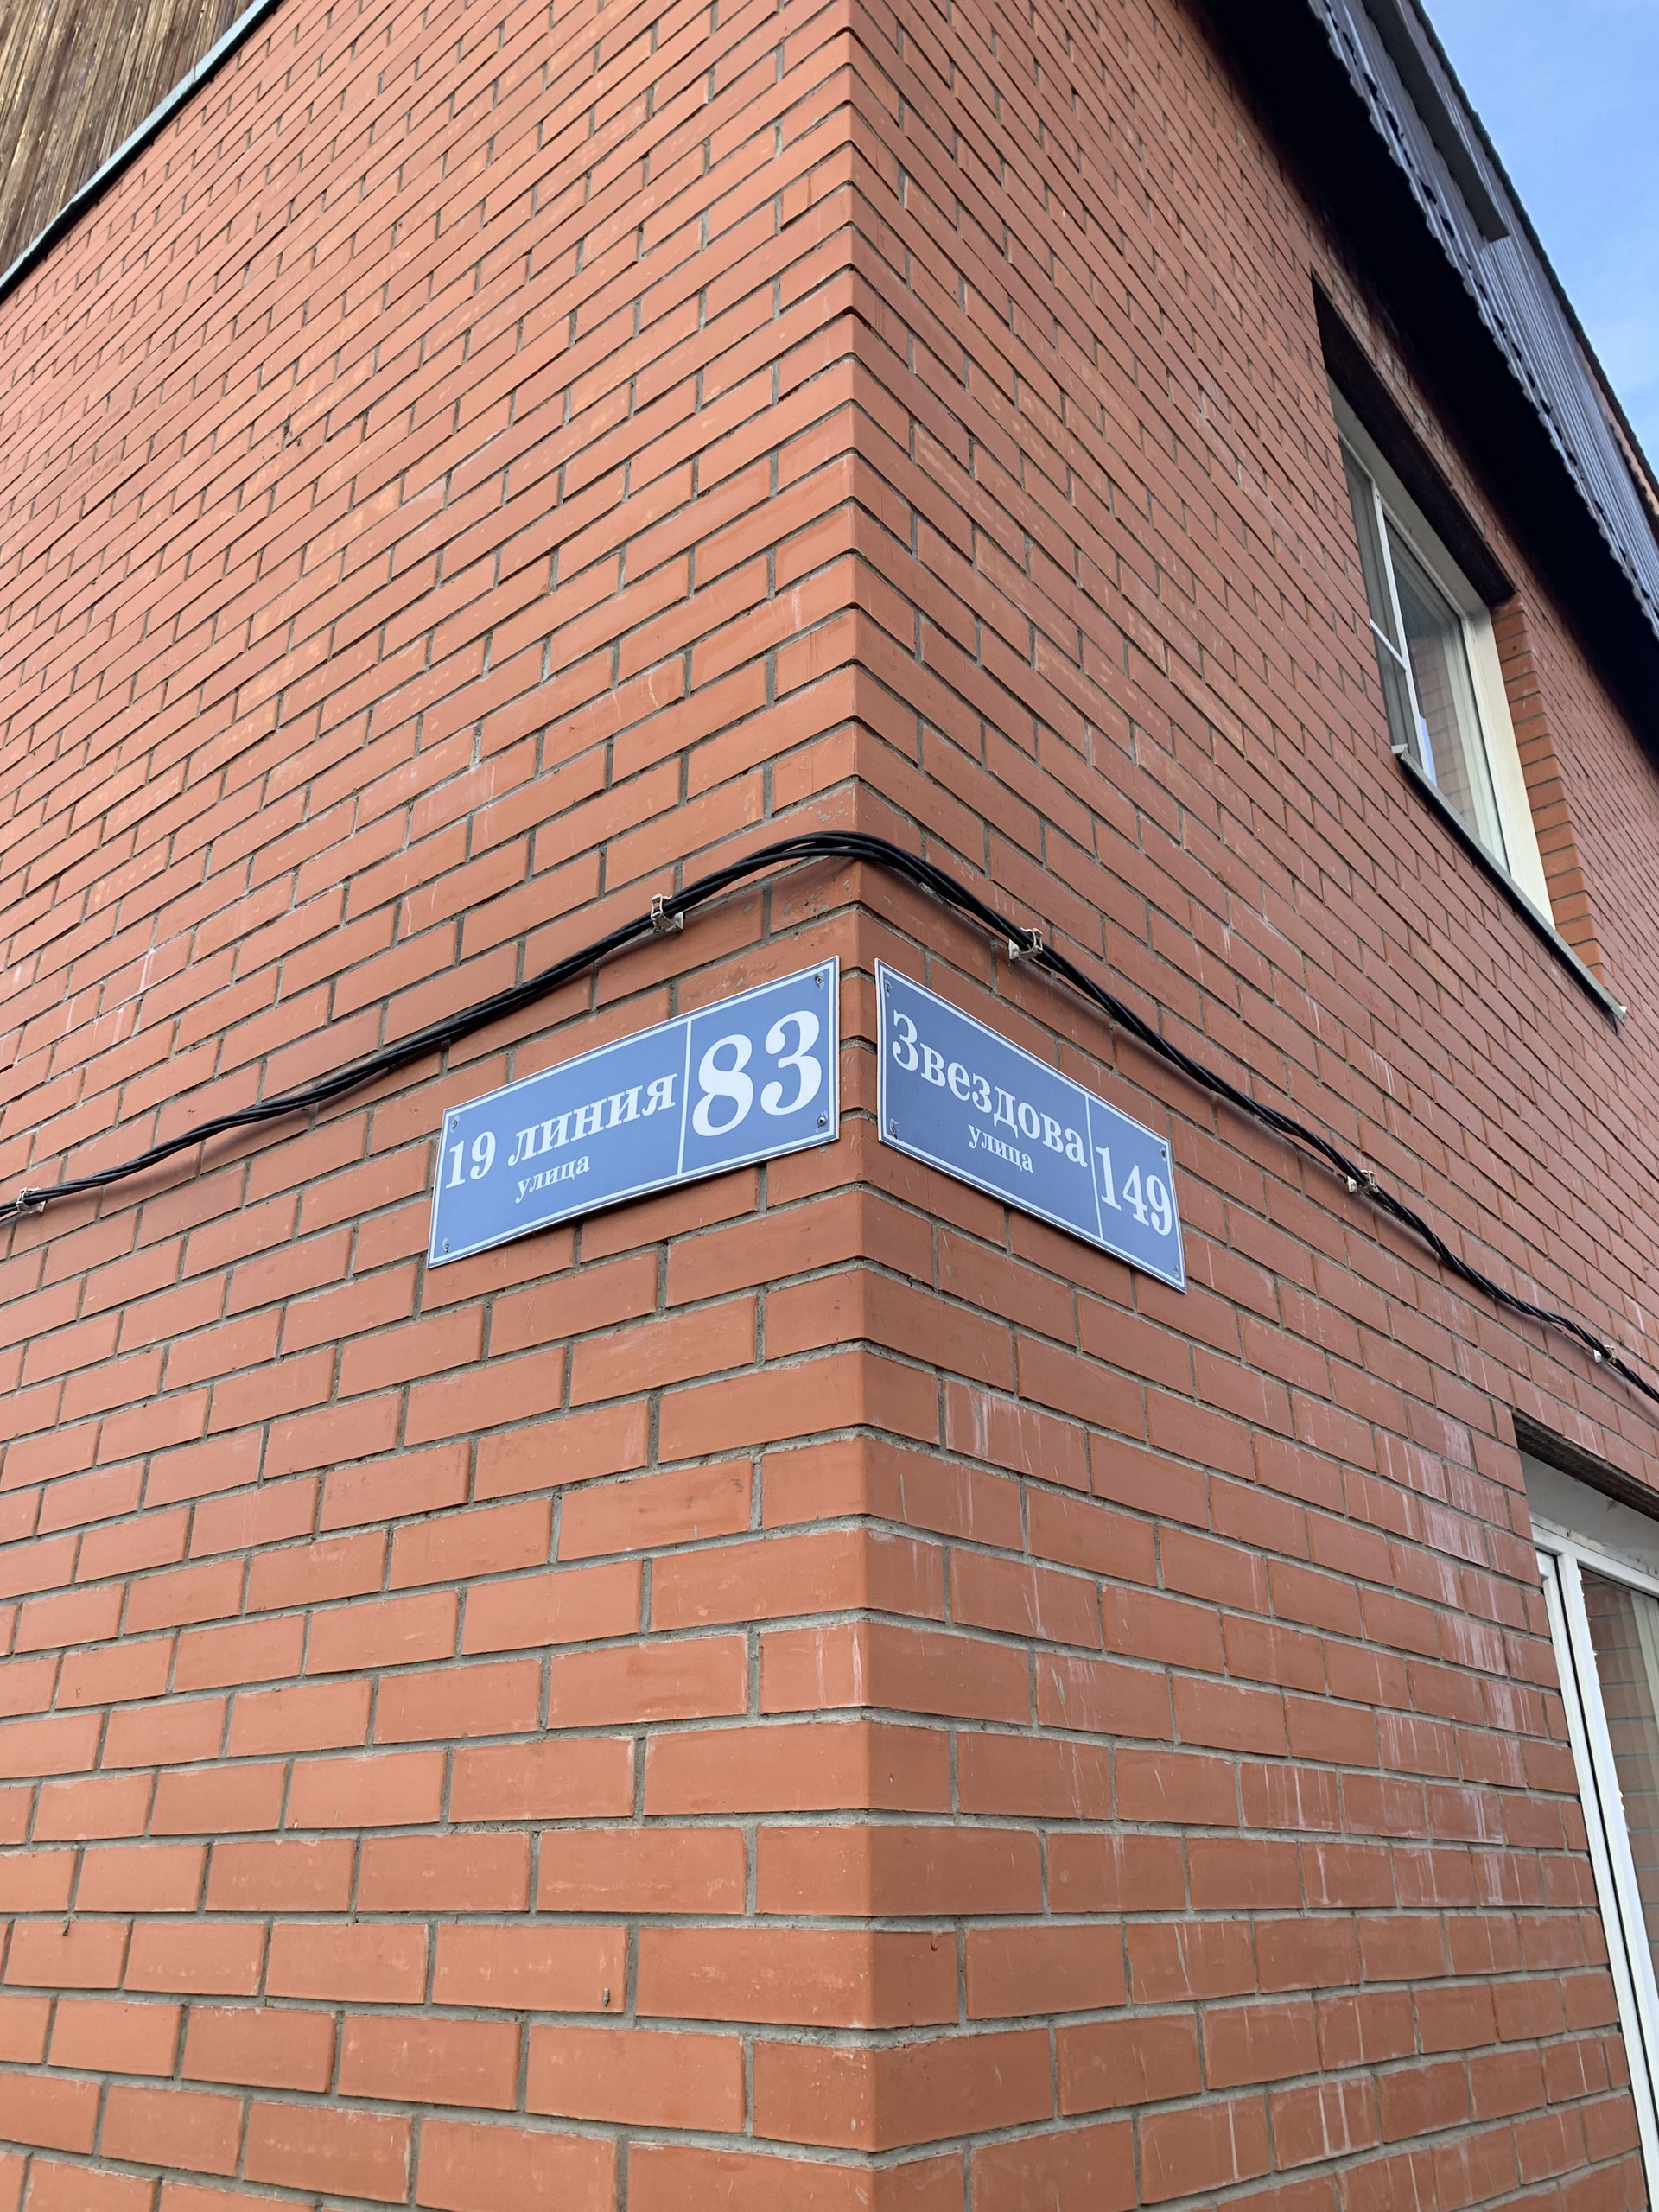 19 линия
улица
83
Звездова
улица
149